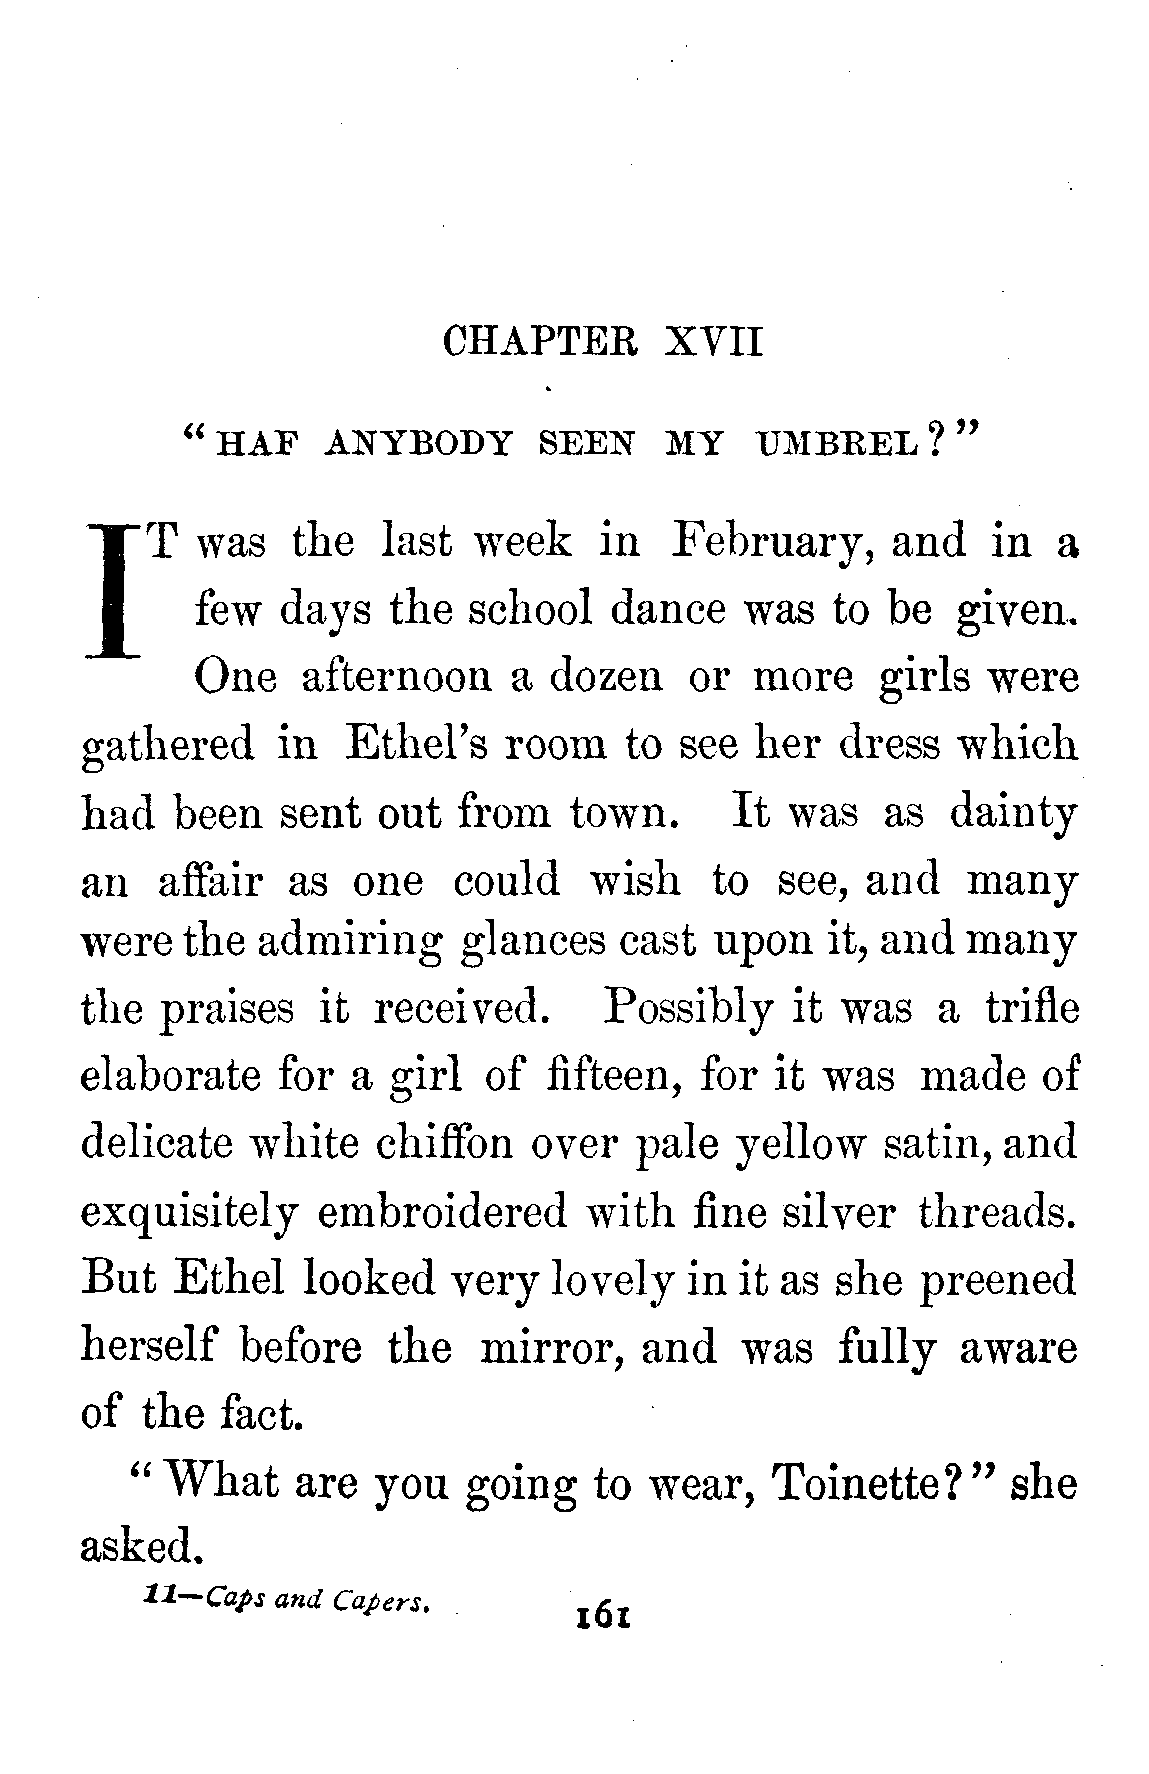 CHAPTER XVII
"HAF ANYBODY SEEN MY UMBREL?"
IT was the last week in February, and in a
few days the school dance was to be given.
One afternoon a dozen or more girls were
gathered in Ethel's room to see her dress which
had been sent out from town. It was as dainty
an affair as one could wish to see, and many
were the admiring glances cast upon it, and many
the praises it received. Possibly it was a trifle
elaborate for a girl of fifteen, for it was made of
delicate white chiffon over pale yellow satin, and
exquisitely embroidered with fine silver threads.
But Ethel looked very lovely in it as she preened
herself before the mirror, and was fully aware
of the fact.
"What are you going to wear, Toinette?" she
asked.
11—Caps and Capers.
161